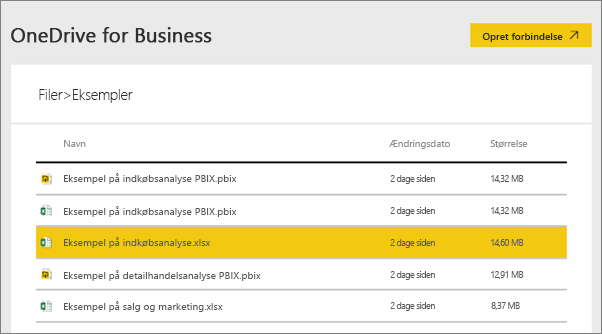 OneDrive for Business
Opret forbindelse
Filer>Eksempler
Navn Ændringsdato Størrelse
Eksempel på indkøbsanalyse PBIX.pbix 2 dage siden 14,32 MB
Eksempel på indkøbsanalyse PBIX.pbix 2 dage siden 14,32 MB
Eksempel på indkøbsanalyse.xlsx 2 dage siden 14,60 MB
Eksempel på detailhandelsanalyse PBIX.pbix 2 dage siden 12,91 MB
Eksempel på salg og marketing.xlsx 2 dage siden 8,37 MB